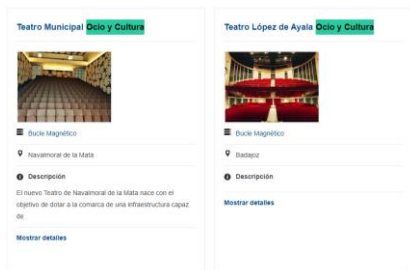 Teatro Municipal Ocio y Cultura
Bucle Magnético
Navalmoral de la Mata
Descripción
El nuevo Teatro de Navalmoral de la Mata nace con el
objetivo de dotar a la comarca de una infraestructura capaz
de
Mostrar detalles
Teatro López de Ayala Ocio y Cultura
Bucle Magnético
Badajoz
Descripción
Mostrar detalles